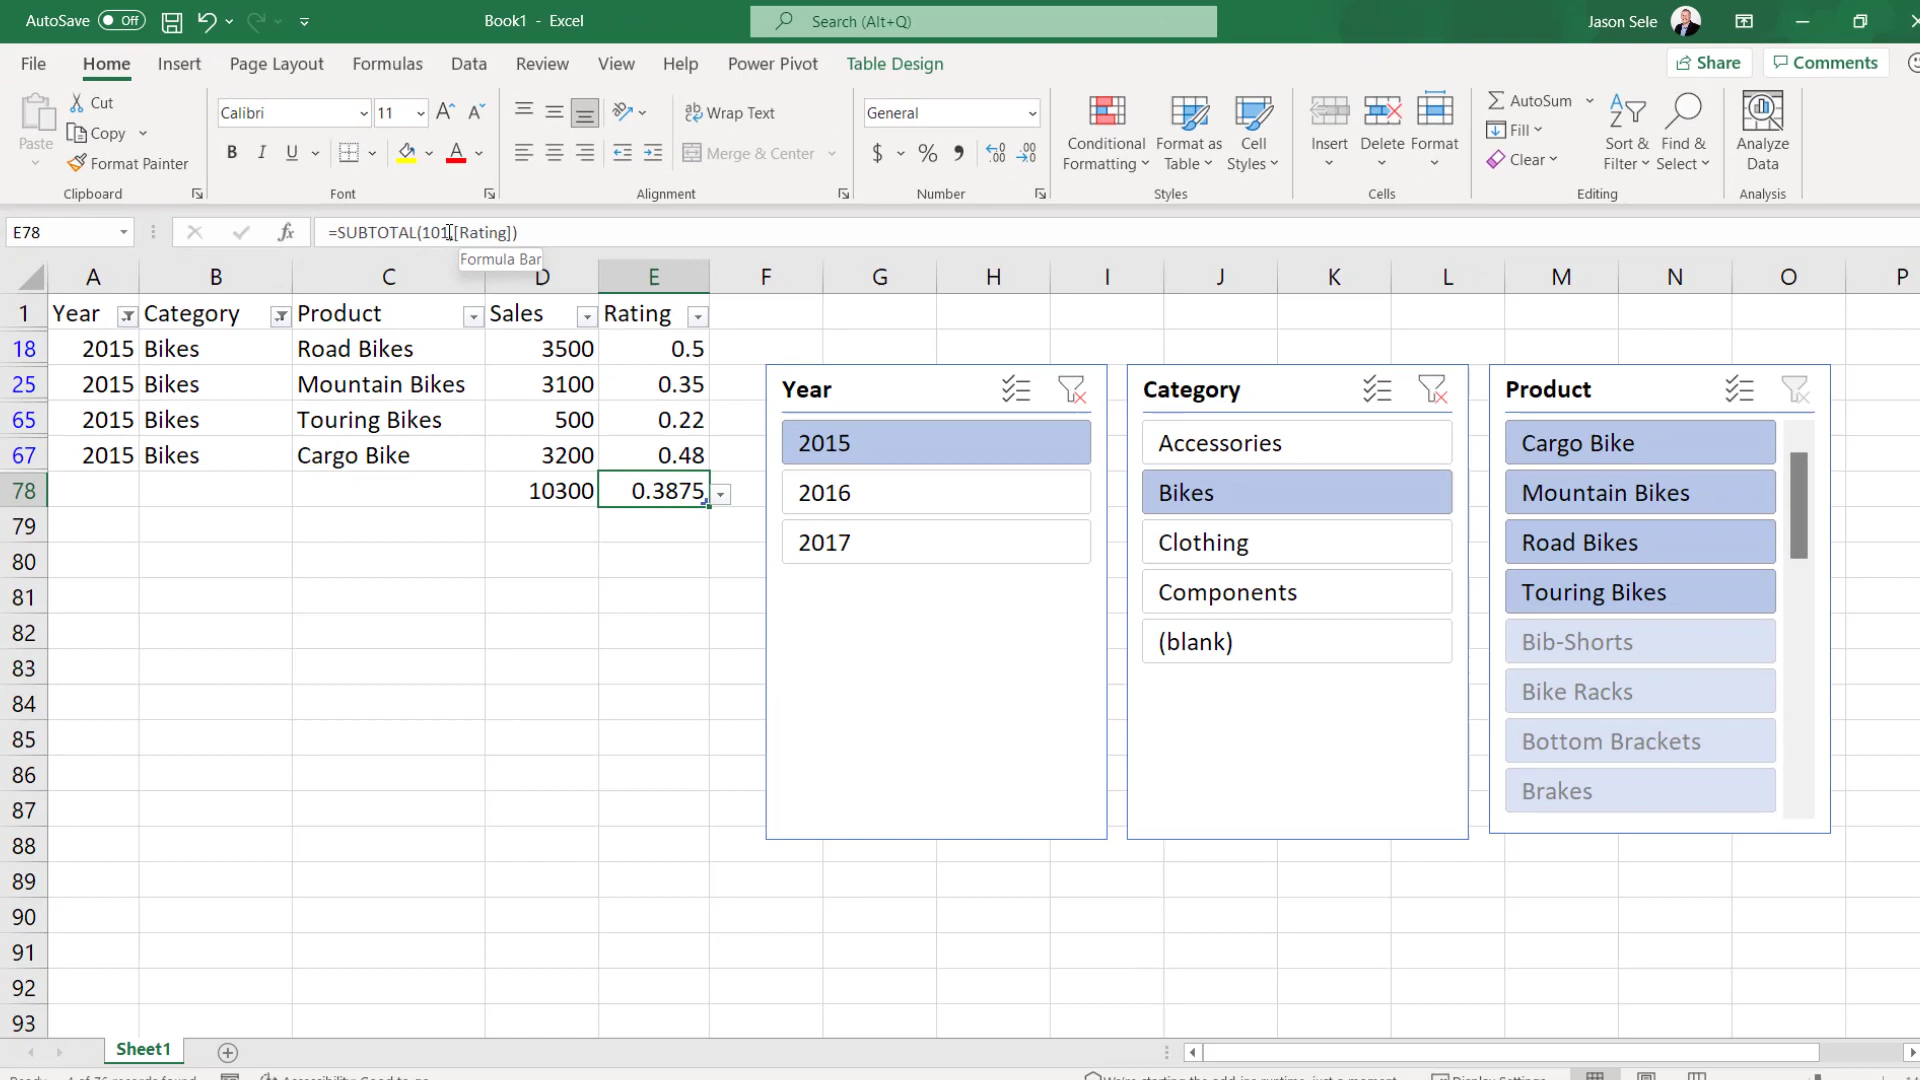 AutoSave Off
Book1 - Excel
Search (Alt+Q)
Jason Sele
File Home Insert Page Layout Formulas Data Review View Help Power Pivot Table Design Share Comments
Paste
Cut
Copy
Format Painter
Clipboard
Calibri 11
B I U
Font
Wrap Text
Merge & Center
Alignment
General
$ % 9
Number
Conditional Formatting
Format as Table
Cell Styles
Styles
Insert Delete Format
Cells
AutoSum
Fill
Clear
Sort & Filter
Find & Select
Editing
Analyze Data
Analysis
E78
fx
=SUBTOTAL(101,[Rating])
Formula Bar
A B C D E F G H I J K L M N O P
1 Year Category Product Sales Rating
18 2015 Bikes Road Bikes 3500 0.5
25 2015 Bikes Mountain Bikes 3100 0.35
65 2015 Bikes Touring Bikes 500 0.22
67 2015 Bikes Cargo Bike 3200 0.48
78 10300 0.3875
79
80
81
82
83
84
85
86
87
88
89
90
91
92
93
Year
2015
2016
2017
Category
Accessories
Bikes
Clothing
Components
(blank)
Product
Cargo Bike
Mountain Bikes
Road Bikes
Touring Bikes
Bib-Shorts
Bike Racks
Bottom Brackets
Brakes
Sheet1